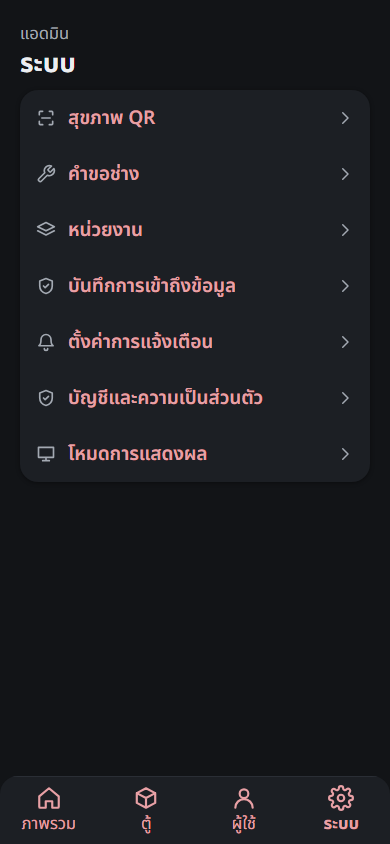 แอดมิน
ระบบ
สุขภาพ QR
คำขอช่าง
หน่วยงาน
บันทึกการเข้าถึงข้อมูล
ตั้งค่าการแจ้งเตือน
บัญชีและความเป็นส่วนตัว
โหมดการแสดงผล
ภาพรวม
ตู้
ผู้ใช้
ระบบ